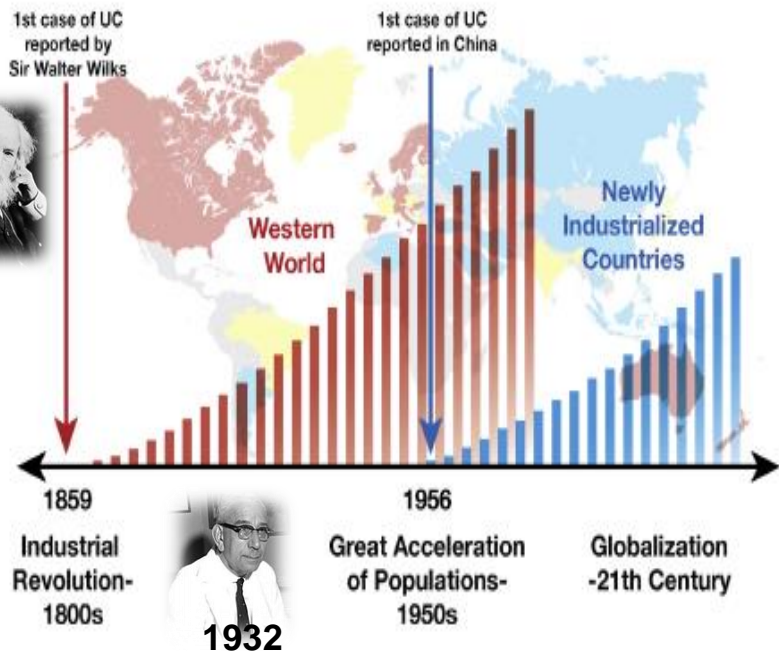 1st case of UC
reported by
Sir Walter Wilks
1st case of UC
reported in China
Western
World
Newly
Industrialized
Countries
1859
1956
Industrial
Revolution-
1800s
Great Acceleration
of Populations-
1950s
Globalization
-21th Century
1932